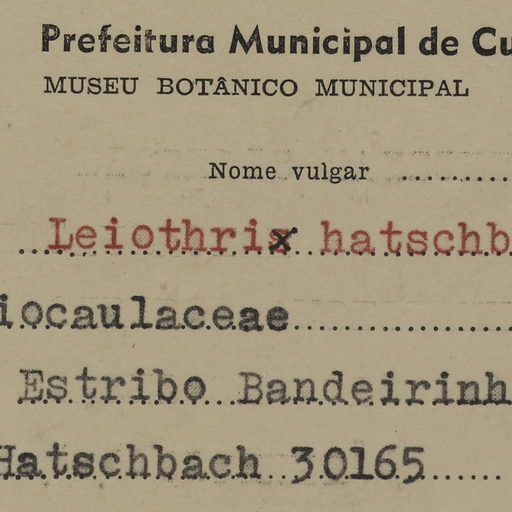 Prefeitura Municipal de Cu
MUSEU BOTÂNICO MUNICIPAL
Nome vulgar ..........
Leiothrix hatschb
iocaulaceae
Estribo Bandeirinh
Hatschbach 30165